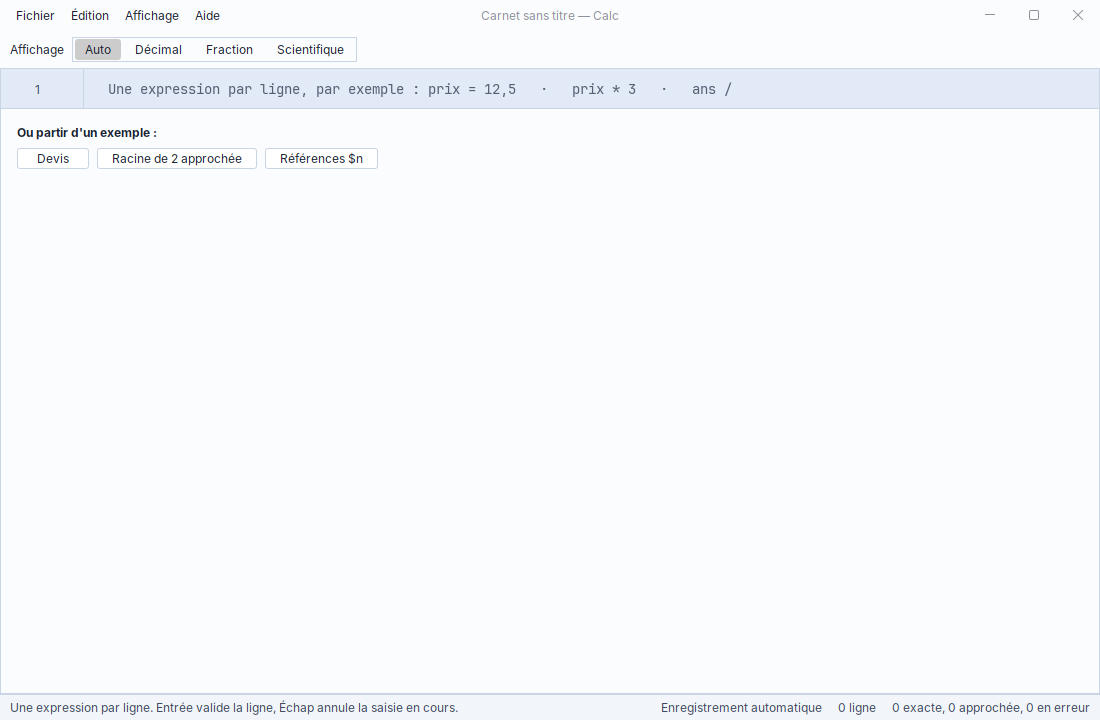 Fichier Édition Affichage Aide Carnet sans titre — Calc
Affichage Auto Décimal Fraction Scientifique
1 Une expression par ligne, par exemple : prix = 12,5 · prix * 3 · ans /
Ou partir d'un exemple :
Devis Racine de 2 approchée Références $n
Une expression par ligne. Entrée valide la ligne, Échap annule la saisie en cours. Enregistrement automatique 0 ligne 0 exacte, 0 approchée, 0 en erreur